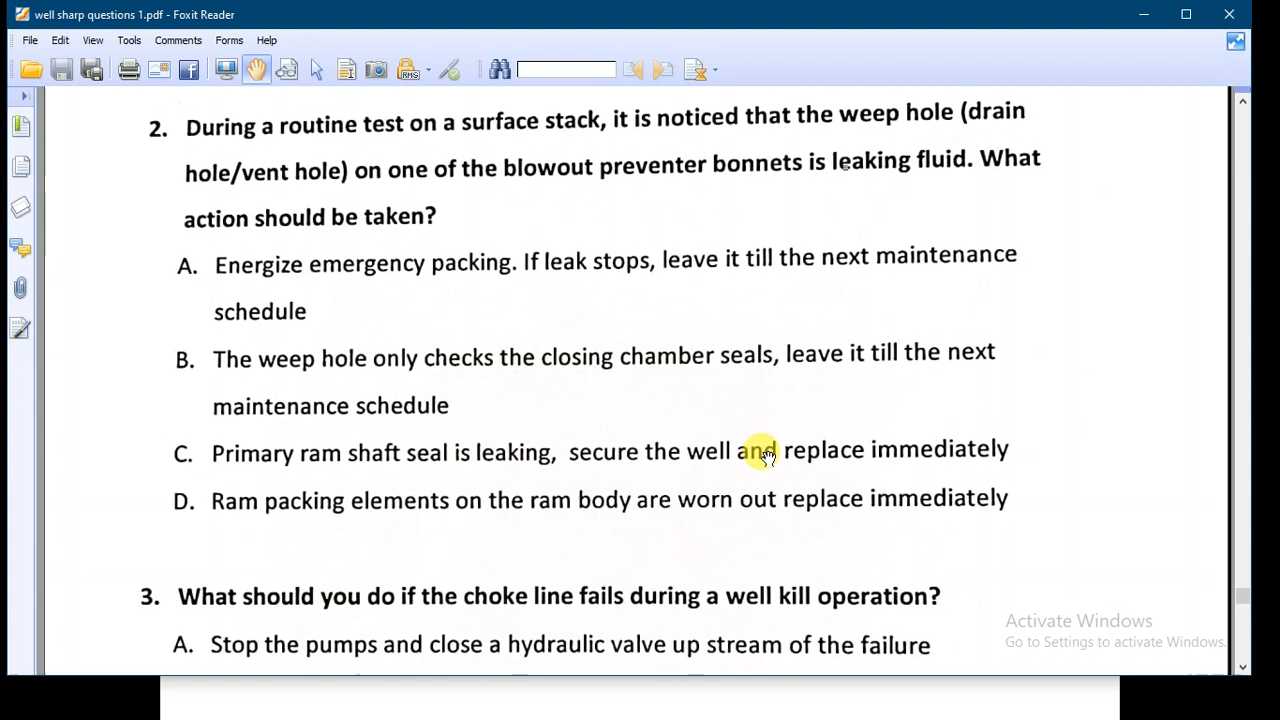 well sharp questions 1.pdf - Foxit Reader
File Edit View Tools Comments Forms Help
RMS
2. During a routine test on a surface stack, it is noticed that the weep hole (drain
hole/vent hole) on one of the blowout preventer bonnets is leaking fluid. What
action should be taken?
A. Energize emergency packing. If leak stops, leave it till the next maintenance
schedule
B. The weep hole only checks the closing chamber seals, leave it till the next
maintenance schedule
C. Primary ram shaft seal is leaking, secure the well and replace immediately
D. Ram packing elements on the ram body are worn out replace immediately
3. What should you do if the choke line fails during a well kill operation?
A. Stop the pumps and close a hydraulic valve up stream of the failure
Activate Windows
Go to Settings to activate Windows.